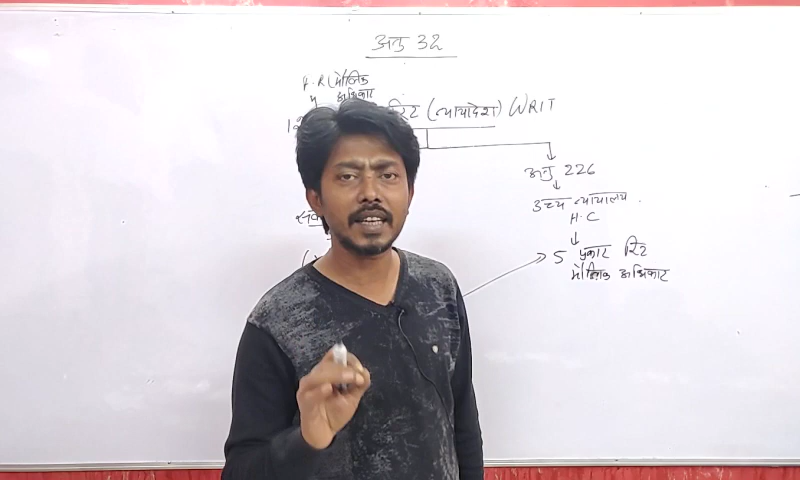 अनु 32
F.R (मौलिक
अधिकार
रिट (न्यायादेश) WRIT
अनु 226
उच्च न्यायालय
H.C
5 प्रकार रिट
मौलिक अधिकार